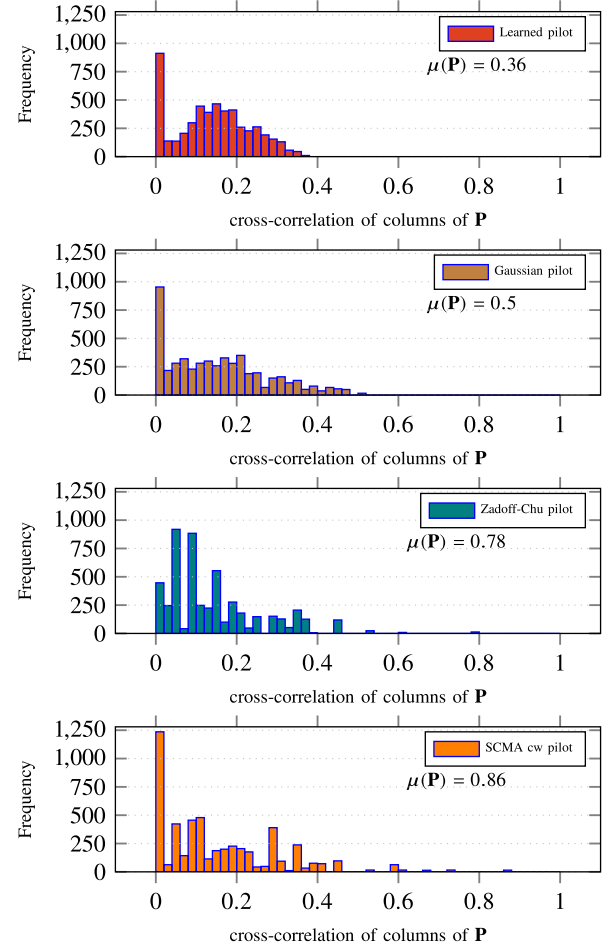 1,250
1,000
750
500
250
0
Frequency
Learned pilot
μ(P) = 0.36
0 0.2 0.4 0.6 0.8 1
cross-correlation of columns of P
1,250
1,000
750
500
250
0
Frequency
Gaussian pilot
μ(P) = 0.5
0 0.2 0.4 0.6 0.8 1
cross-correlation of columns of P
1,250
1,000
750
500
250
0
Frequency
Zadoff-Chu pilot
μ(P) = 0.78
0 0.2 0.4 0.6 0.8 1
cross-correlation of columns of P
1,250
1,000
750
500
250
0
Frequency
SCMA cw pilot
μ(P) = 0.86
0 0.2 0.4 0.6 0.8 1
cross-correlation of columns of P